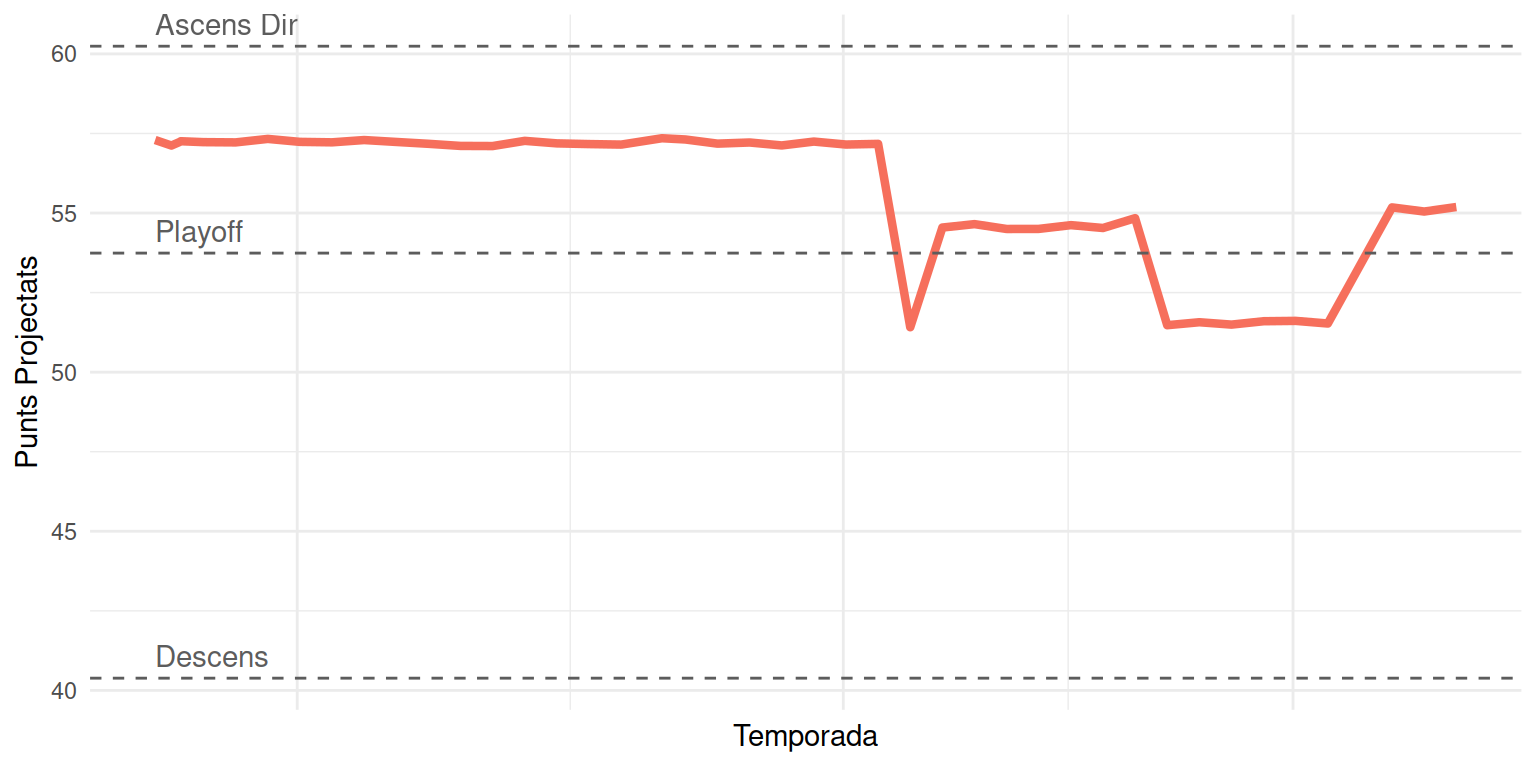 Ascens Dir
60
55
Playoff
50
45
Descens
40
Punts Projectats
Temporada